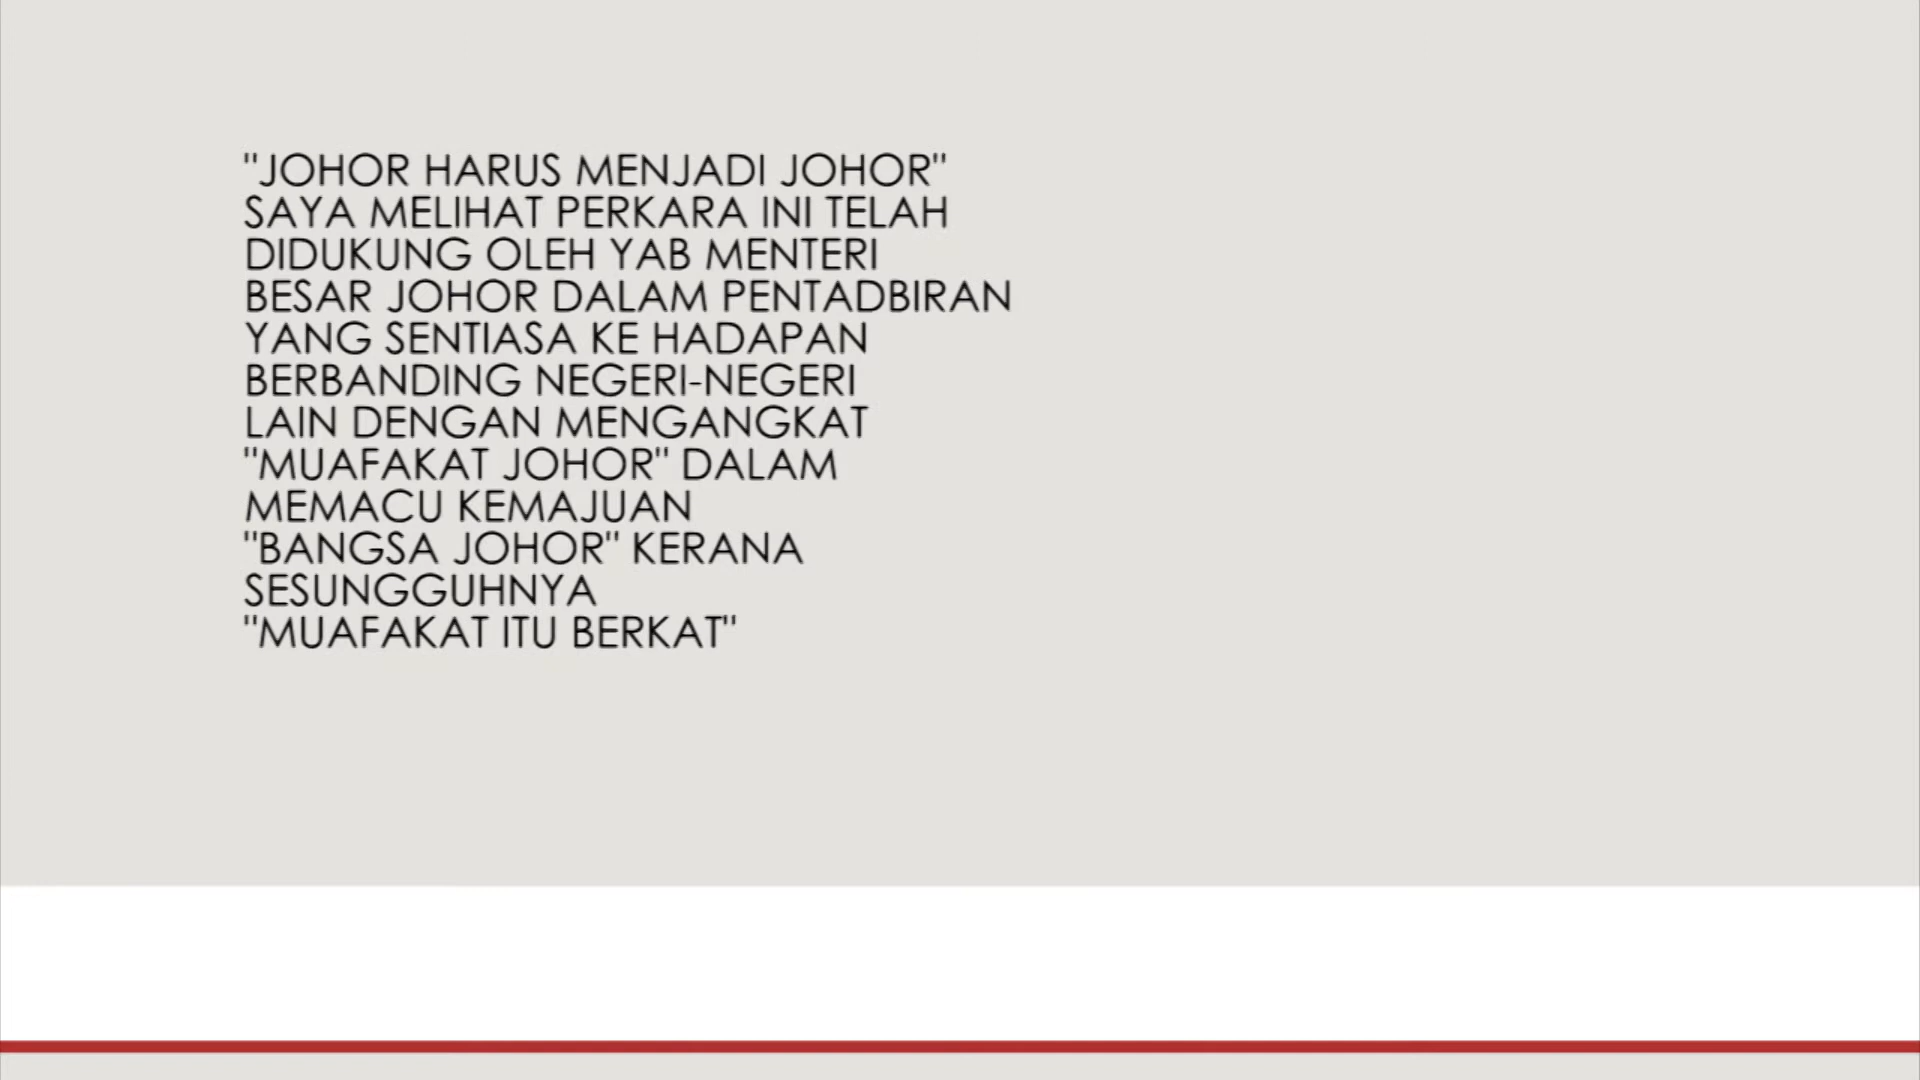 "JOHOR HARUS MENJADI JOHOR"
SAYA MELIHAT PERKARA INI TELAH
DIDUKUNG OLEH YAB MENTERI
BESAR JOHOR DALAM PENTADBIRAN
YANG SENTIASA KE HADAPAN
BERBANDING NEGERI-NEGERI
LAIN DENGAN MENGANGKAT
"MUAFAKAT JOHOR" DALAM
MEMACU KEMAJUAN
"BANGSA JOHOR" KERANA
SESUNGGUHNYA
"MUAFAKAT ITU BERKAT"